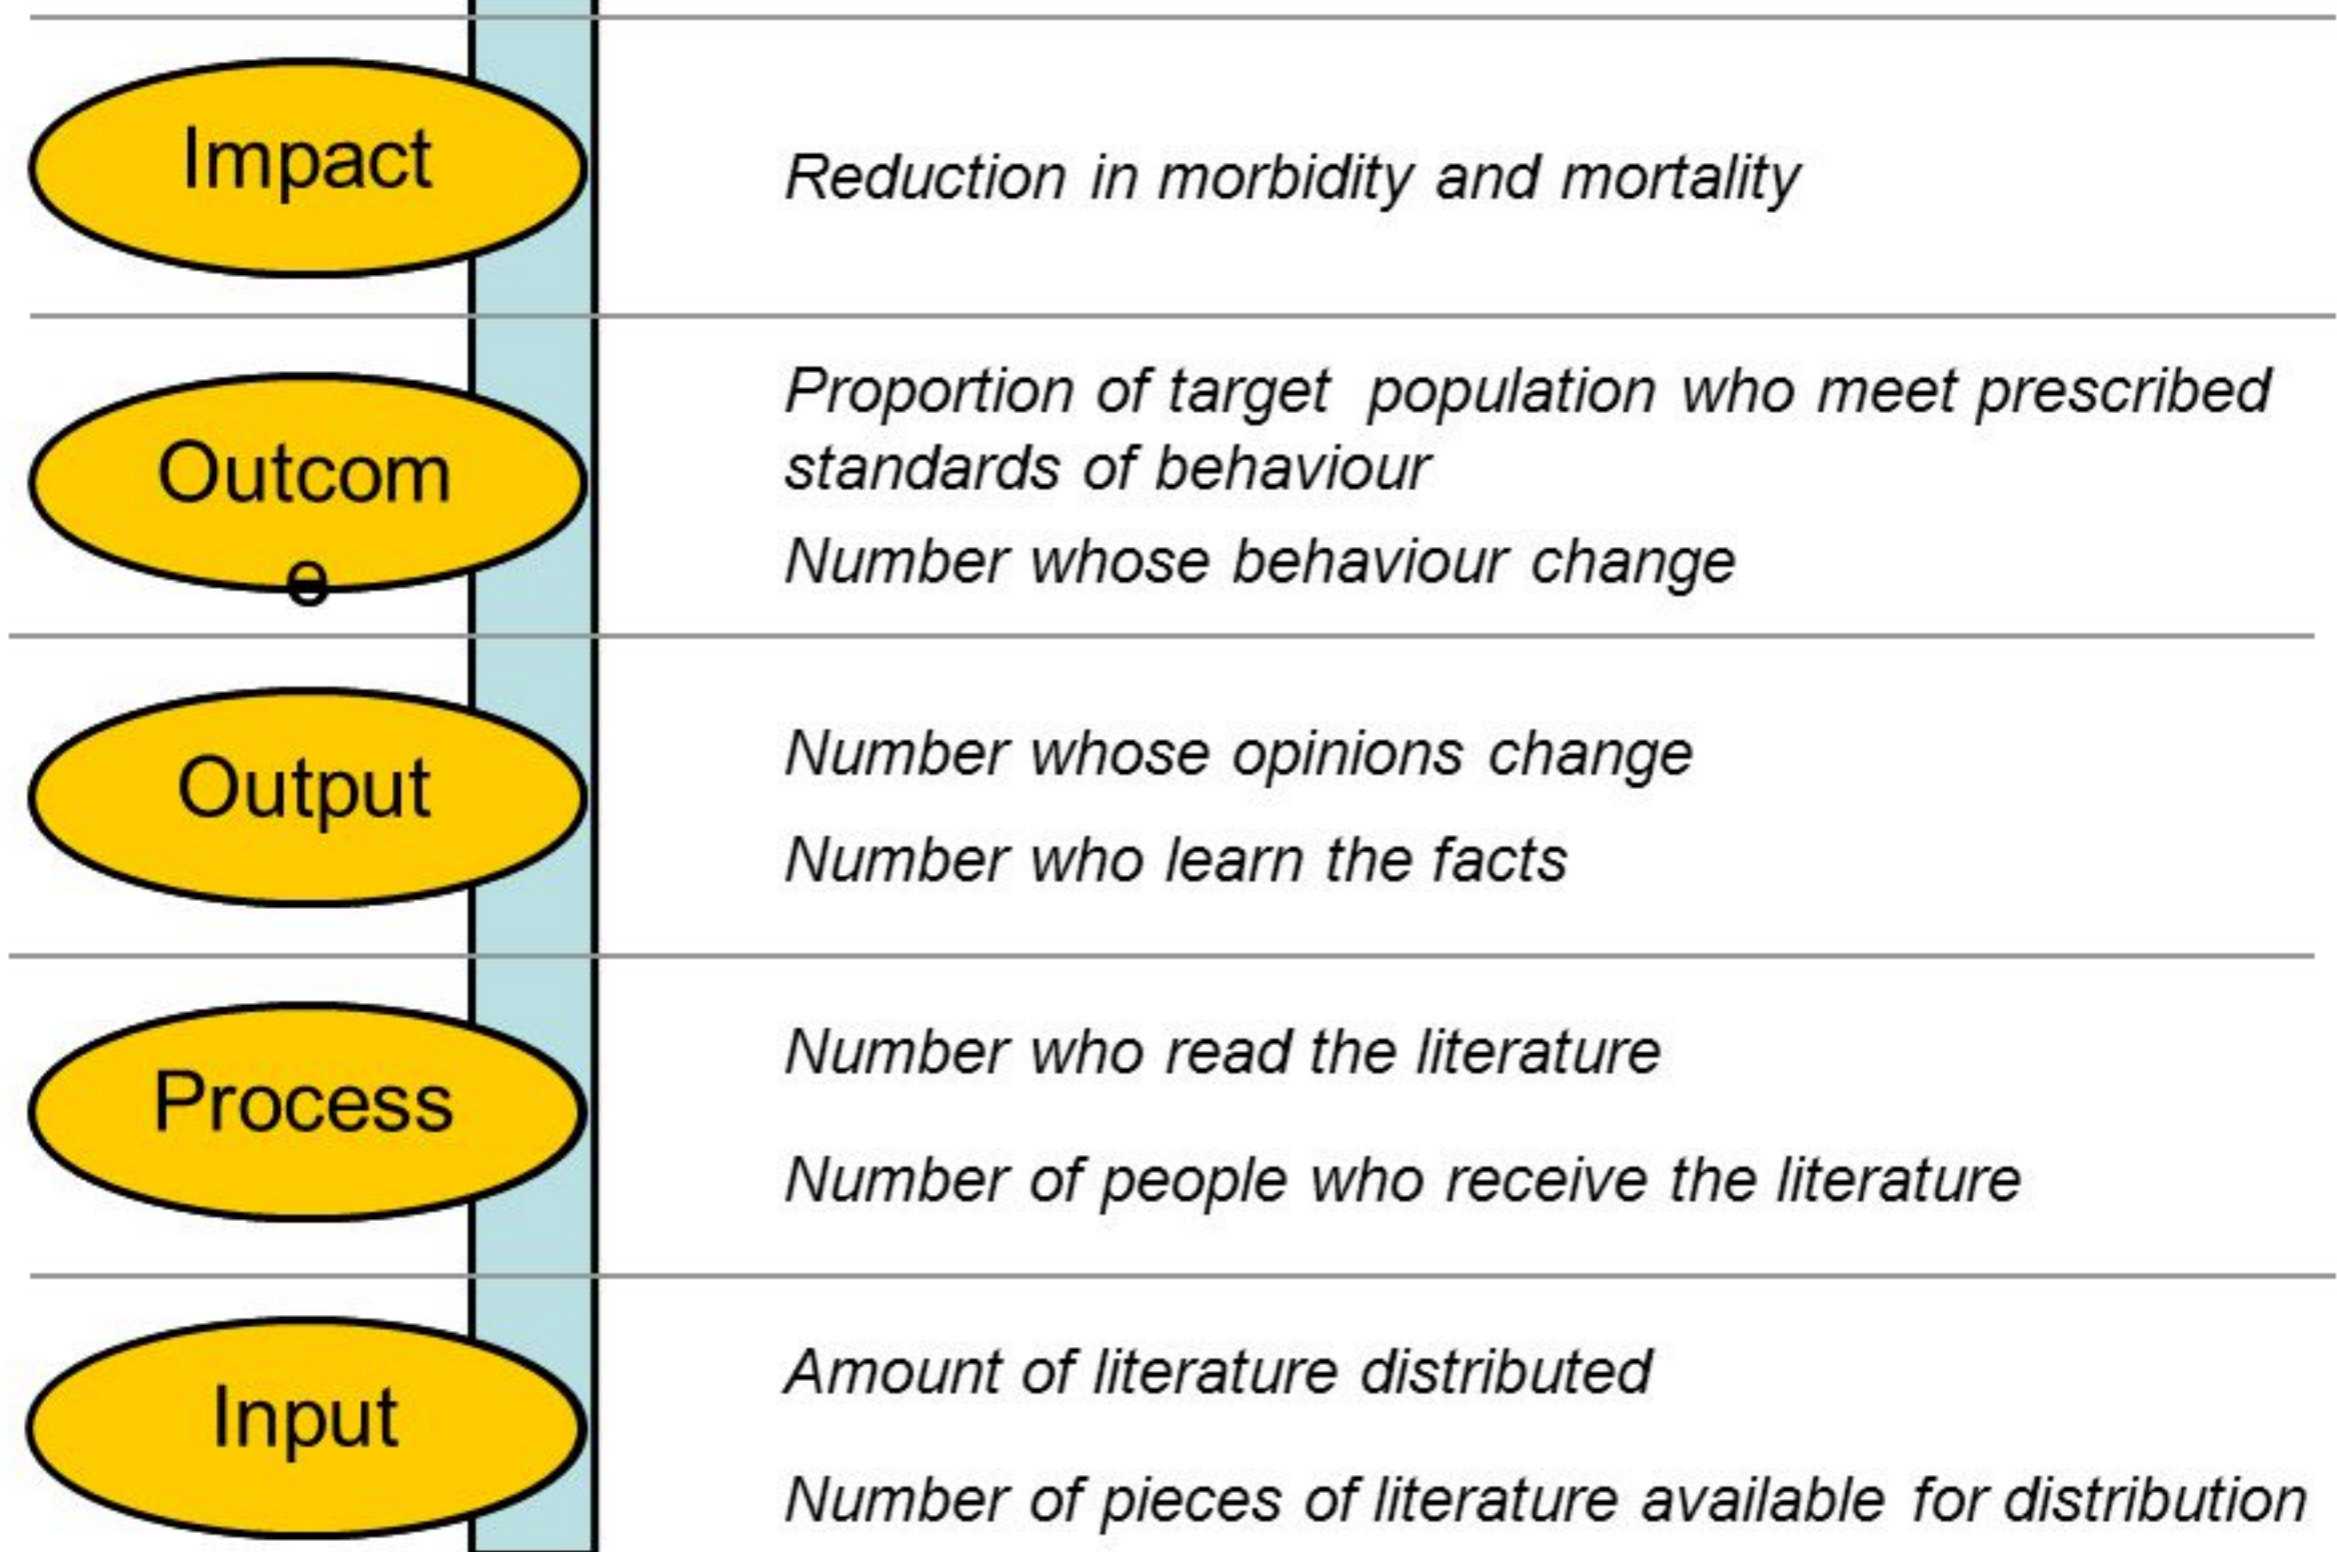 Impact
Reduction in morbidity and mortality
Outcom
e
Proportion of target population who meet prescribed
standards of behaviour
Number whose behaviour change
Output
Number whose opinions change
Number who learn the facts
Process
Number who read the literature
Number of people who receive the literature
Input
Amount of literature distributed
Number of pieces of literature available for distribution